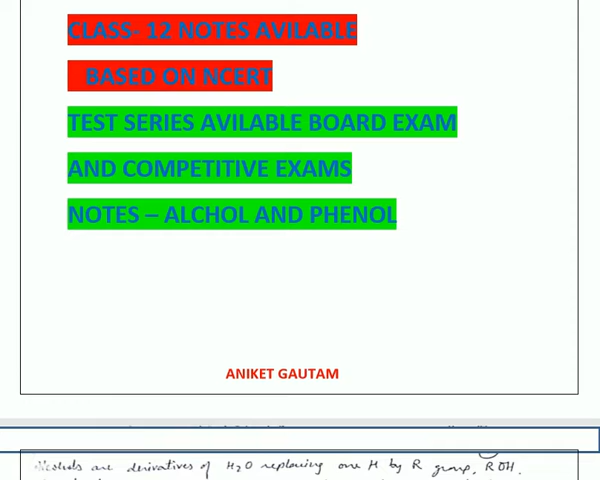 CLASS- 12 NOTES AVILABLE
BASED ON NCERT
TEST SERIES AVILABLE BOARD EXAM
AND COMPETITIVE EXAMS
NOTES – ALCHOL AND PHENOL
ANIKET GAUTAM
Alcohols are derivatives of H2O replacing one H by R group, ROH.